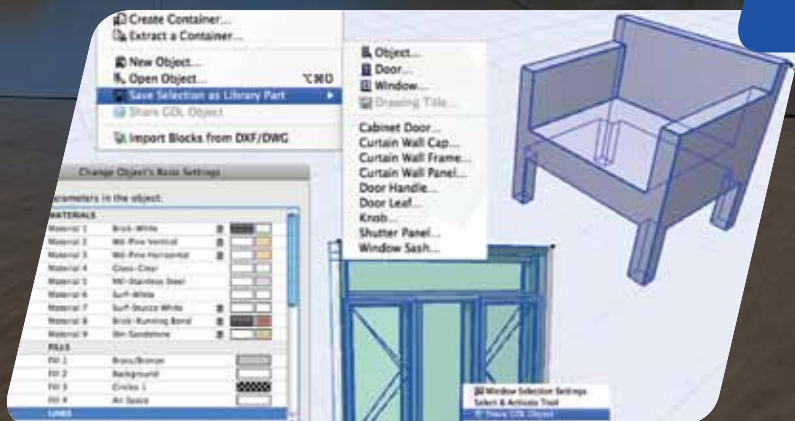 Create Container...
Extract a Container...
New Object...
Open Object... ⌥⌘O
Save Selection as Library Part
Share GDL Object
Import Blocks from DXF/DWG
Object...
Door...
Window...
Drawing Title...
Cabinet Door...
Curtain Wall Cap...
Curtain Wall Frame...
Curtain Wall Panel...
Door Handle...
Door Leaf...
Knob...
Shutter Panel...
Window Sash...
Change Object's Basic Settings
parameters in the object.
MATERIALS
Material 1 Brick-White
Material 2 Wd-Pine Vertical
Material 3 Wd-Pine Horizontal
Material 4 Glass-Clear
Material 5 Mtl-Stainless Steel
Material 6 Surf-White
Material 7 Surf-Stucco White
Material 8 Brick-Running Bond
Material 9 Stn-Sandstone
FILLS
Fill 1 Brass/Bronze
Fill 2 Background
Fill 3 Circles 1
Fill 4 Air Space
LINES
Window Selection Settings
Select & Activate Tool
Share GDL Object